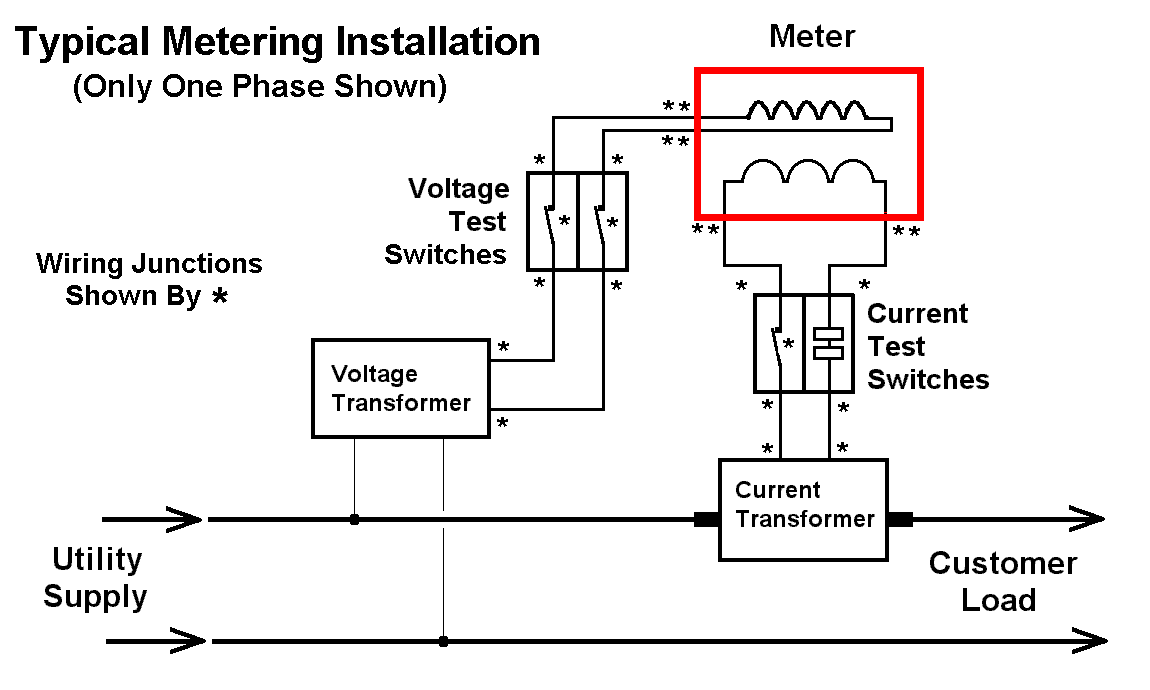 Typical Metering Installation
(Only One Phase Shown)
Meter
**
**
*
*
Voltage
Test
Switches
*
*
*
*
**
**
Wiring Junctions
Shown By *
*
*
Current
Test
Switches
*
*
*
Voltage
Transformer
*
*
*
*
*
Current
Transformer
Utility
Supply
Customer
Load